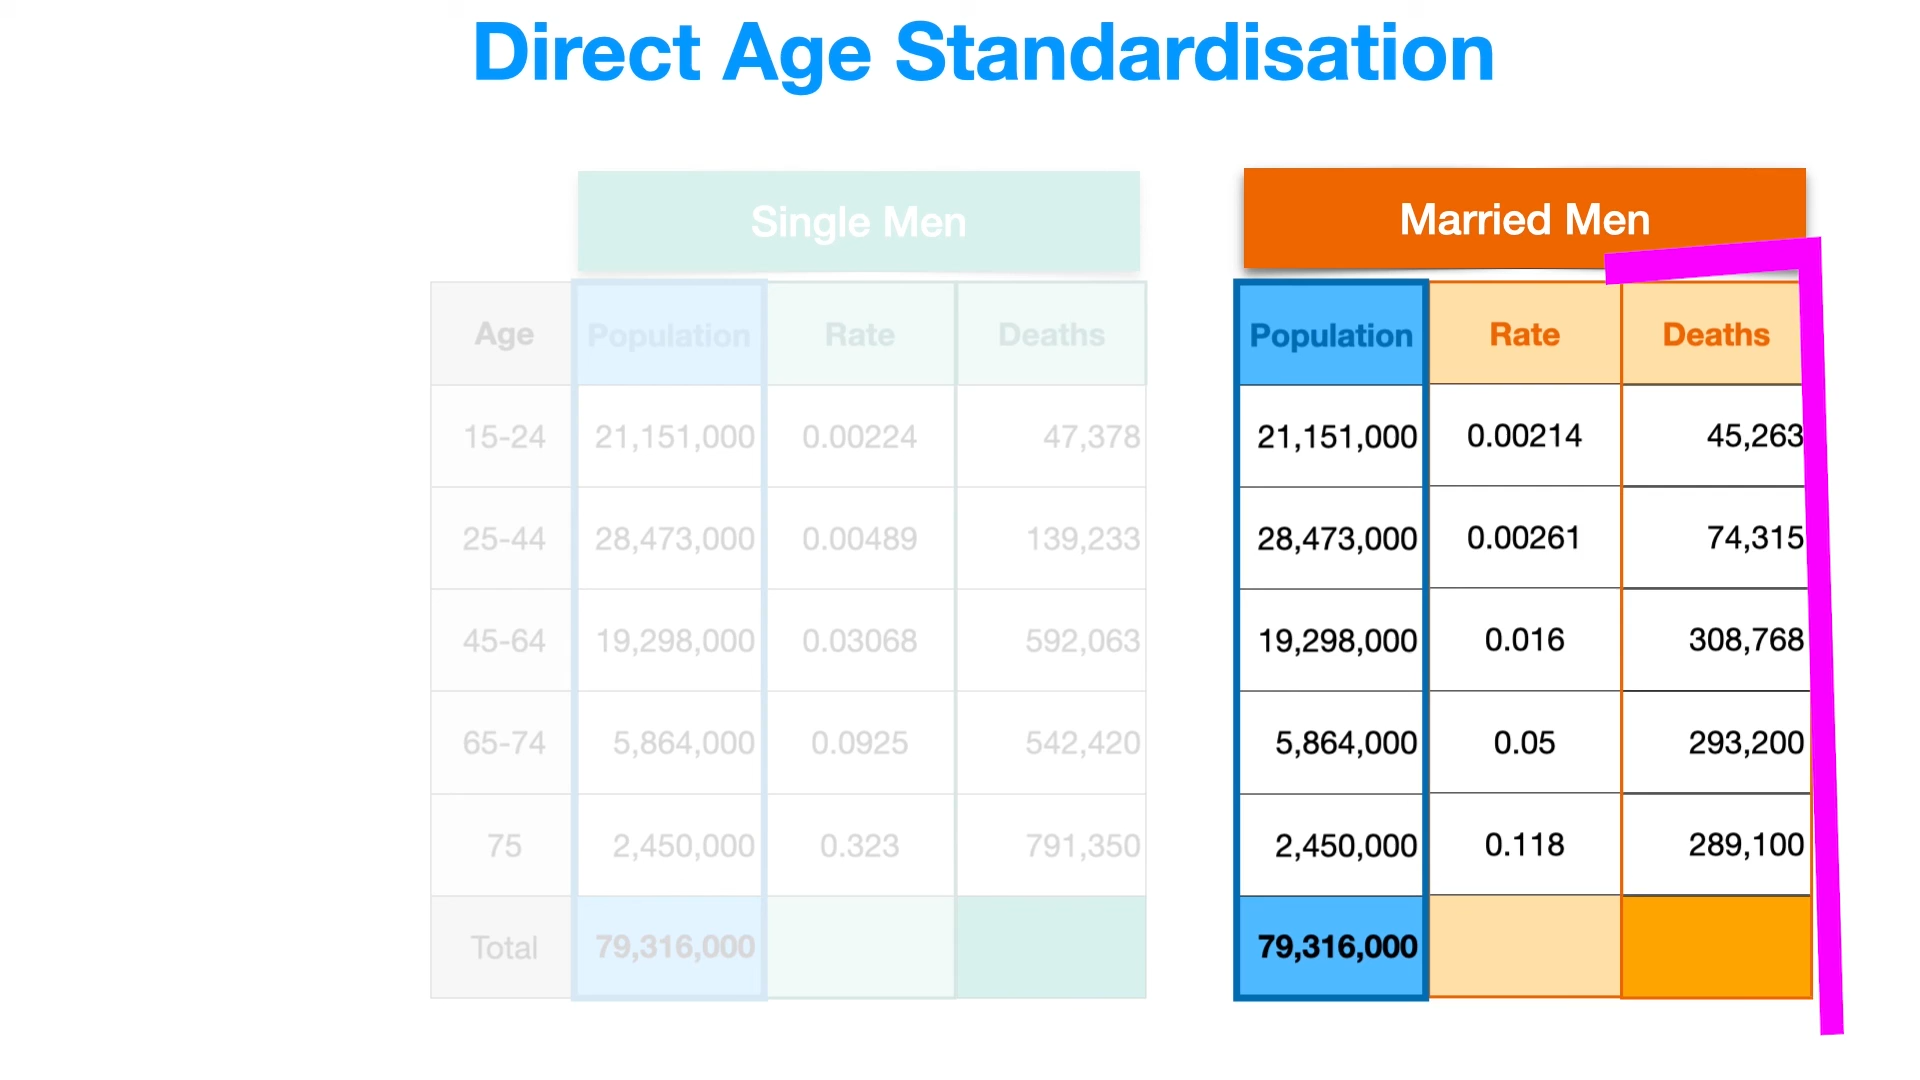 Direct Age Standardisation
Single Men Married Men
Age Population Rate Deaths Population Rate Deaths
15-24 21,151,000 0.00224 47,378 21,151,000 0.00214 45,263
25-44 28,473,000 0.00489 139,233 28,473,000 0.00261 74,315
45-64 19,298,000 0.03068 592,063 19,298,000 0.016 308,768
65-74 5,864,000 0.0925 542,420 5,864,000 0.05 293,200
75 2,450,000 0.323 791,350 2,450,000 0.118 289,100
Total 79,316,000 79,316,000